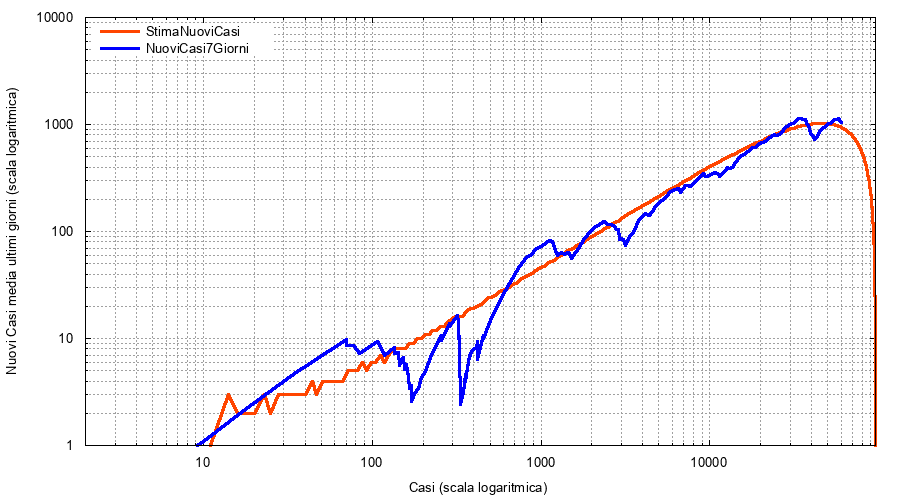 10000
StimaNuoviCasi
NuoviCasi7Giorni
1000
100
10
1
Nuovi Casi media ultimi giorni (scala logaritmica)
10 100 1000 10000
Casi (scala logaritmica)